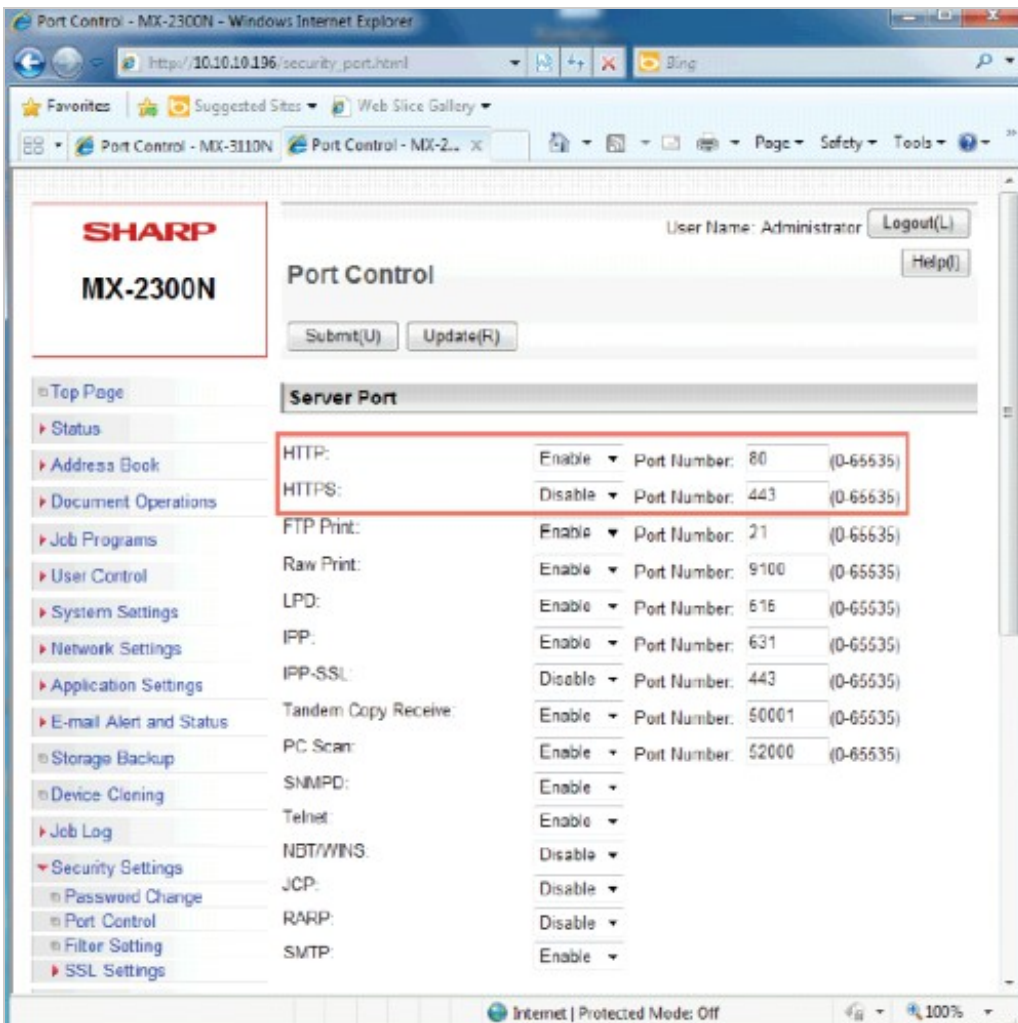 Port Control - MX-2300N - Windows Internet Explorer
http://10.10.10.196/security_port.html
Bing
Favorites Suggested Sites Web Slice Gallery
Port Control - MX-3110N Port Control - MX-2... Page Safety Tools
SHARP
MX-2300N
User Name: Administrator Logout(L)
Help(I)
Port Control
Submit(U) Update(R)
Top Page
Status
Address Book
Document Operations
Job Programs
User Control
System Settings
Network Settings
Application Settings
E-mail Alert and Status
Storage Backup
Device Cloning
Job Log
Security Settings
Password Change
Port Control
Filter Setting
SSL Settings
Server Port
HTTP: Enable Port Number: 80 (0-65535)
HTTPS: Disable Port Number: 443 (0-65535)
FTP Print: Enable Port Number: 21 (0-65535)
Raw Print: Enable Port Number: 9100 (0-65535)
LPD: Enable Port Number: 616 (0-65535)
IPP: Enable Port Number: 631 (0-65535)
IPP-SSL: Disable Port Number: 443 (0-65535)
Tandem Copy Receive: Enable Port Number: 50001 (0-65535)
PC Scan: Enable Port Number: 52000 (0-65535)
SNMPD: Enable
Telnet: Enable
NBT/WINS: Disable
JCP: Disable
RARP: Disable
SMTP: Enable
Internet | Protected Mode: Off 100%